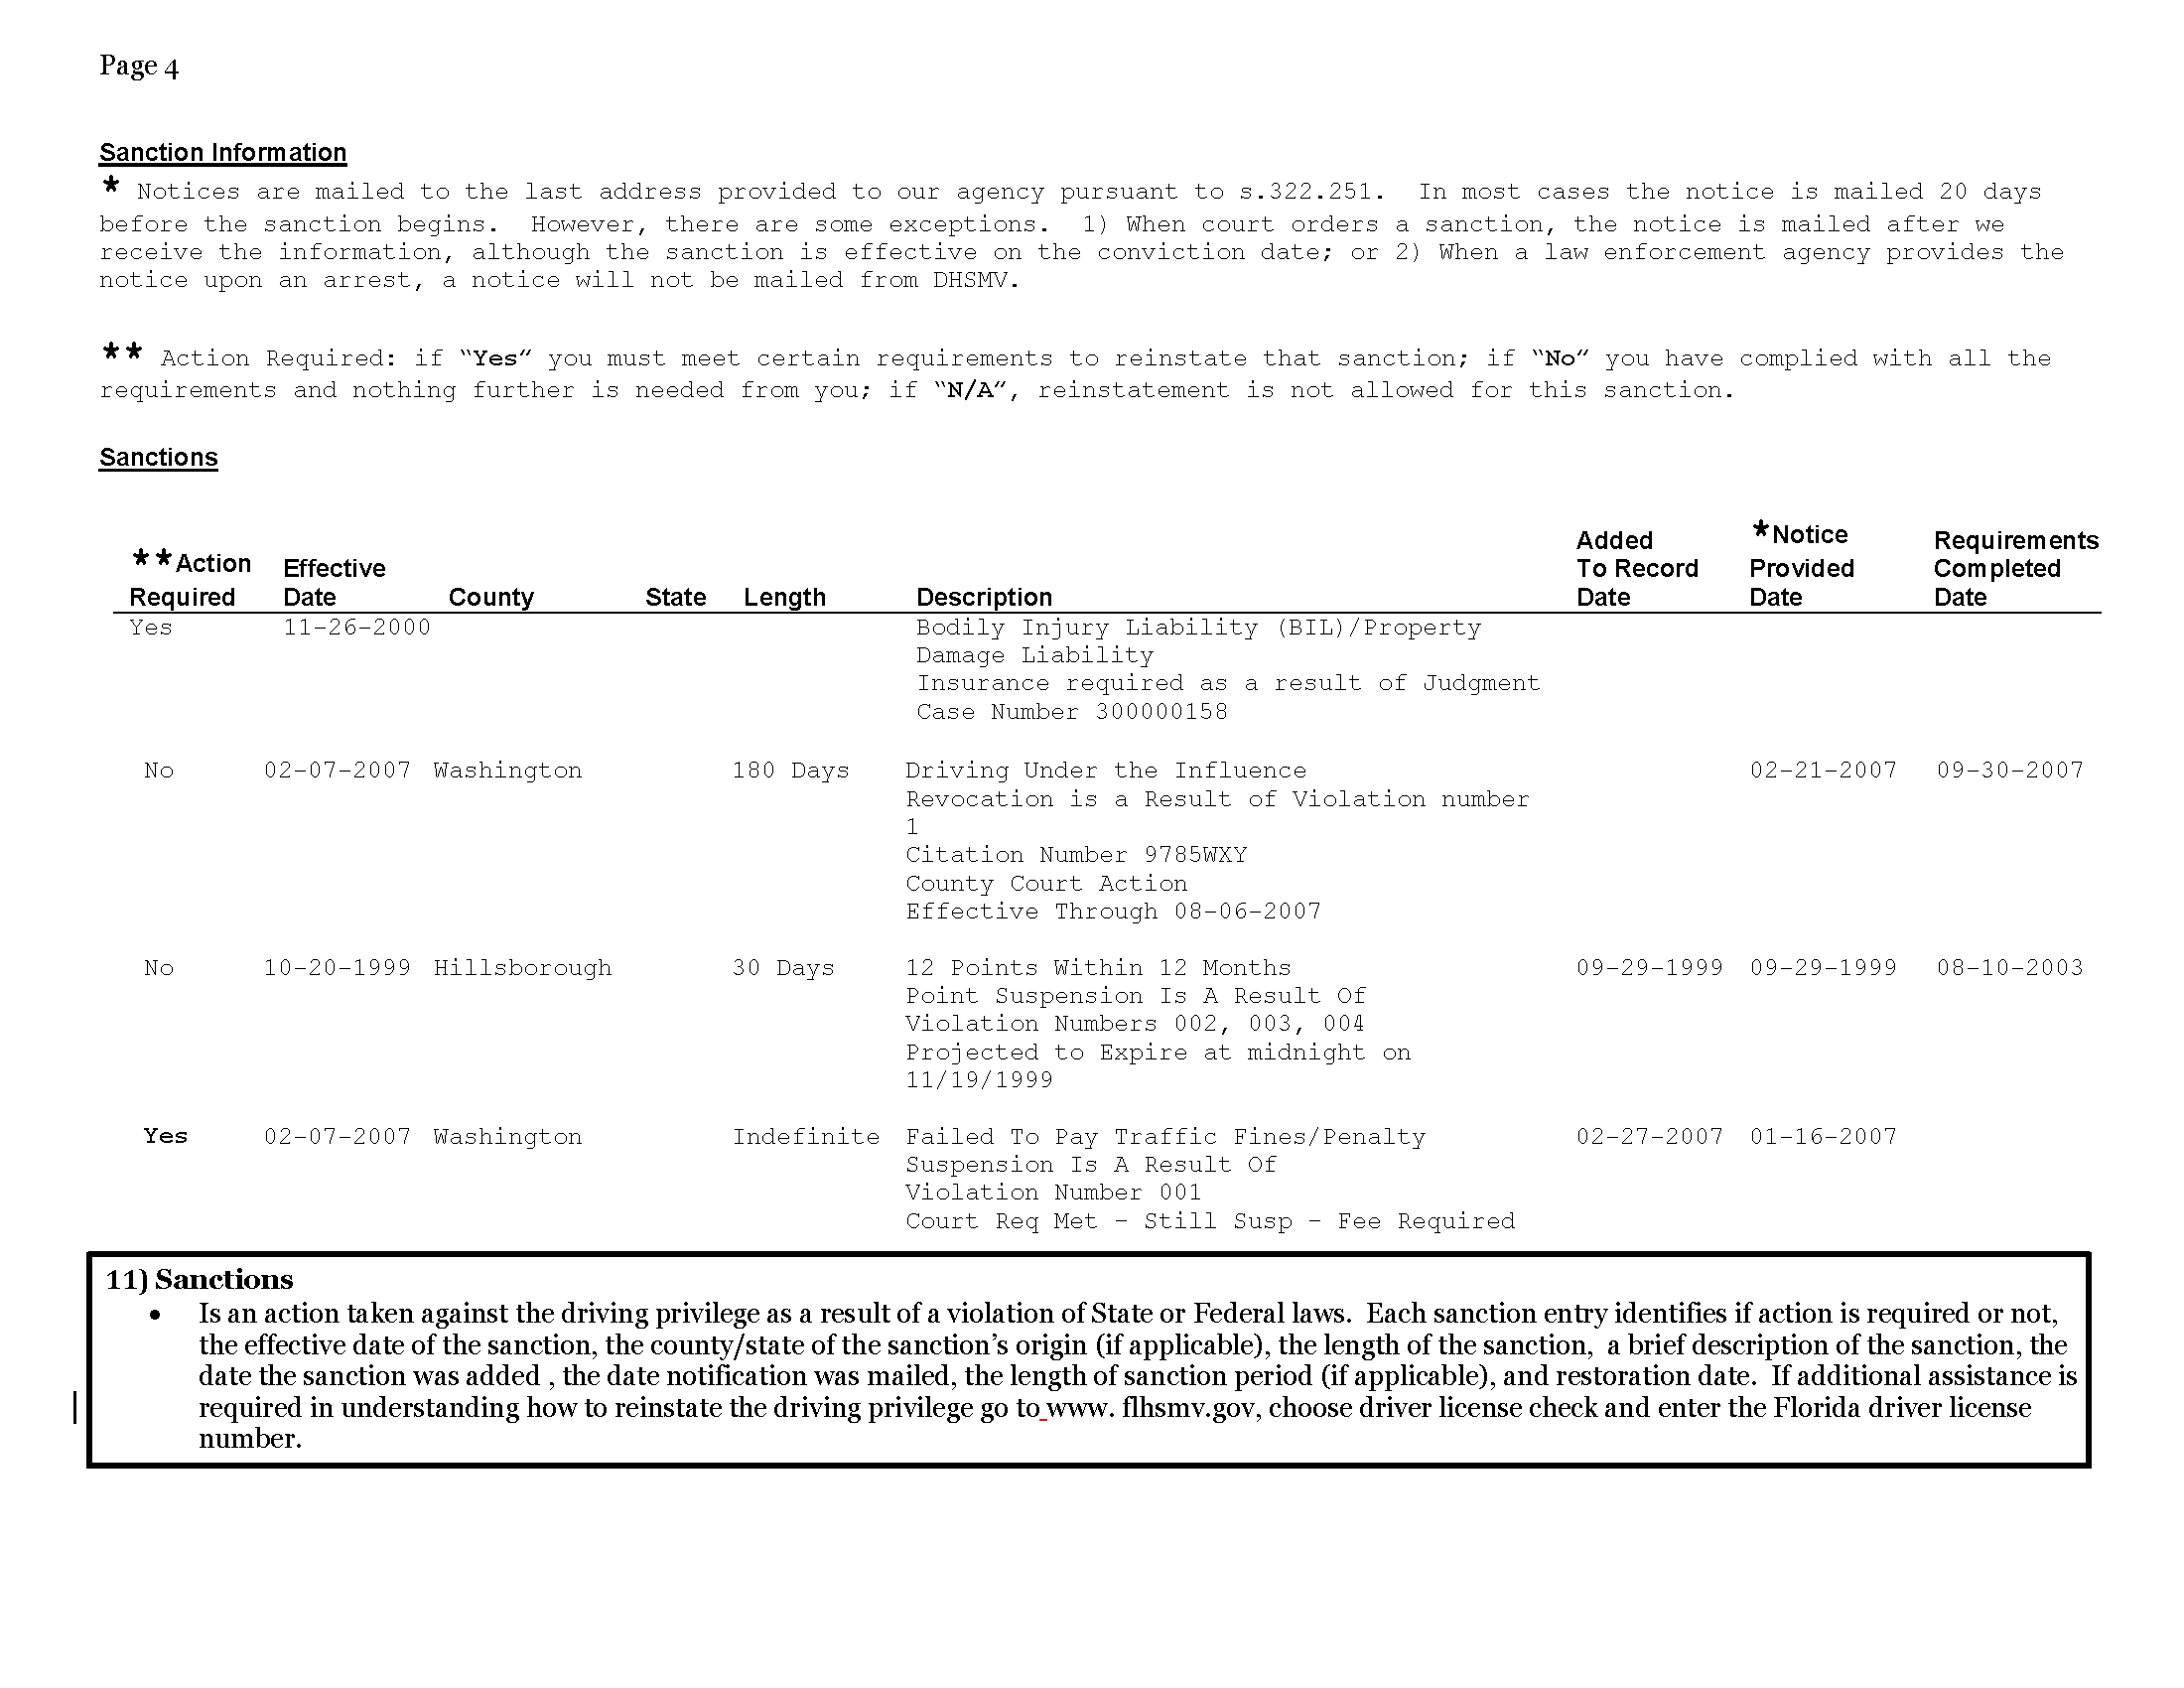 Page 4
Sanction Information
* Notices are mailed to the last address provided to our agency pursuant to s.322.251.  In most cases the notice is mailed 20 days
before the sanction begins.  However, there are some exceptions.  1) When court orders a sanction, the notice is mailed after we
receive the information, although the sanction is effective on the conviction date; or 2) When a law enforcement agency provides the
notice upon an arrest, a notice will not be mailed from DHSMV.
** Action Required: if “Yes” you must meet certain requirements to reinstate that sanction; if “No” you have complied with all the
requirements and nothing further is needed from you; if “N/A”, reinstatement is not allowed for this sanction.
Sanctions
Added *Notice Requirements
**Action Effective To Record Provided Completed
Required Date County State Length Description Date Date Date
Yes 11-26-2000 Bodily Injury Liability (BIL)/Property
Damage Liability
Insurance required as a result of Judgment
Case Number 300000158
No 02-07-2007 Washington 180 Days Driving Under the Influence 02-21-2007 09-30-2007
Revocation is a Result of Violation number
1
Citation Number 9785WXY
County Court Action
Effective Through 08-06-2007
No 10-20-1999 Hillsborough 30 Days 12 Points Within 12 Months 09-29-1999 09-29-1999 08-10-2003
Point Suspension Is A Result Of
Violation Numbers 002, 003, 004
Projected to Expire at midnight on
11/19/1999
Yes 02-07-2007 Washington Indefinite Failed To Pay Traffic Fines/Penalty 02-27-2007 01-16-2007
Suspension Is A Result Of
Violation Number 001
Court Req Met – Still Susp – Fee Required
11) Sanctions
• Is an action taken against the driving privilege as a result of a violation of State or Federal laws.  Each sanction entry identifies if action is required or not,
the effective date of the sanction, the county/state of the sanction’s origin (if applicable), the length of the sanction,  a brief description of the sanction, the
date the sanction was added , the date notification was mailed, the length of sanction period (if applicable), and restoration date.  If additional assistance is
required in understanding how to reinstate the driving privilege go to www. flhsmv.gov, choose driver license check and enter the Florida driver license
number.